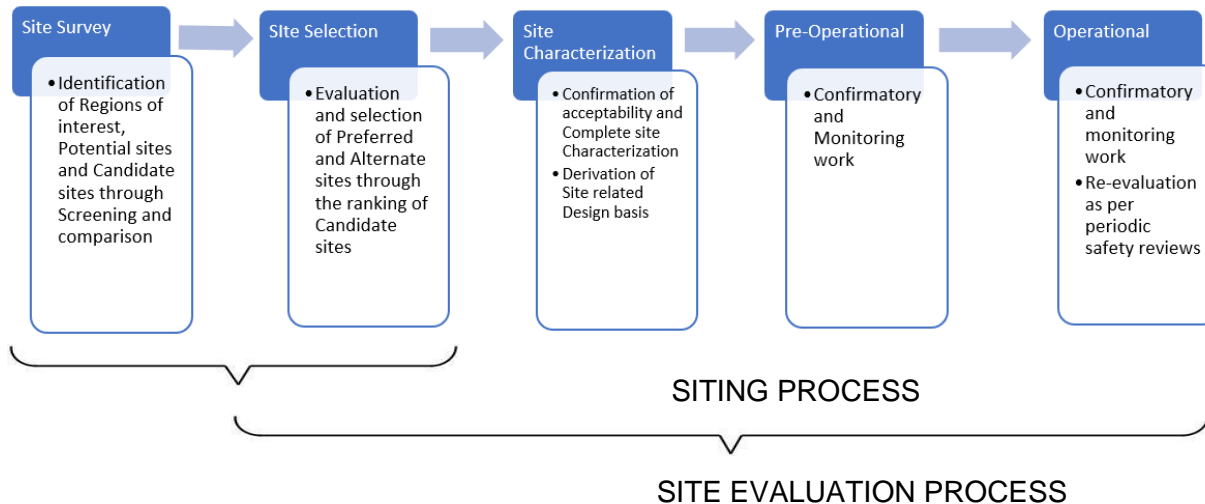 Site Survey
• Identification
of Regions of
interest,
Potential sites
and Candidate
sites through
Screening and
comparison
SIte Selection
• Evaluation
and selection
of Preferred
and Alternate
sites through
the ranking of
Candidate
sites
Site
Characterization
• Confirmation of
acceptability and
Complete site
Characterization
• Derivation of
Site related
Design basis
Pre-Operational
• Confirmatory
and
Monitoring
work
Operational
• Confirmatory
and
monitoring
work
• Re-evaluation
as per
periodic
safety reviews
SITING PROCESS
SITE EVALUATION PROCESS